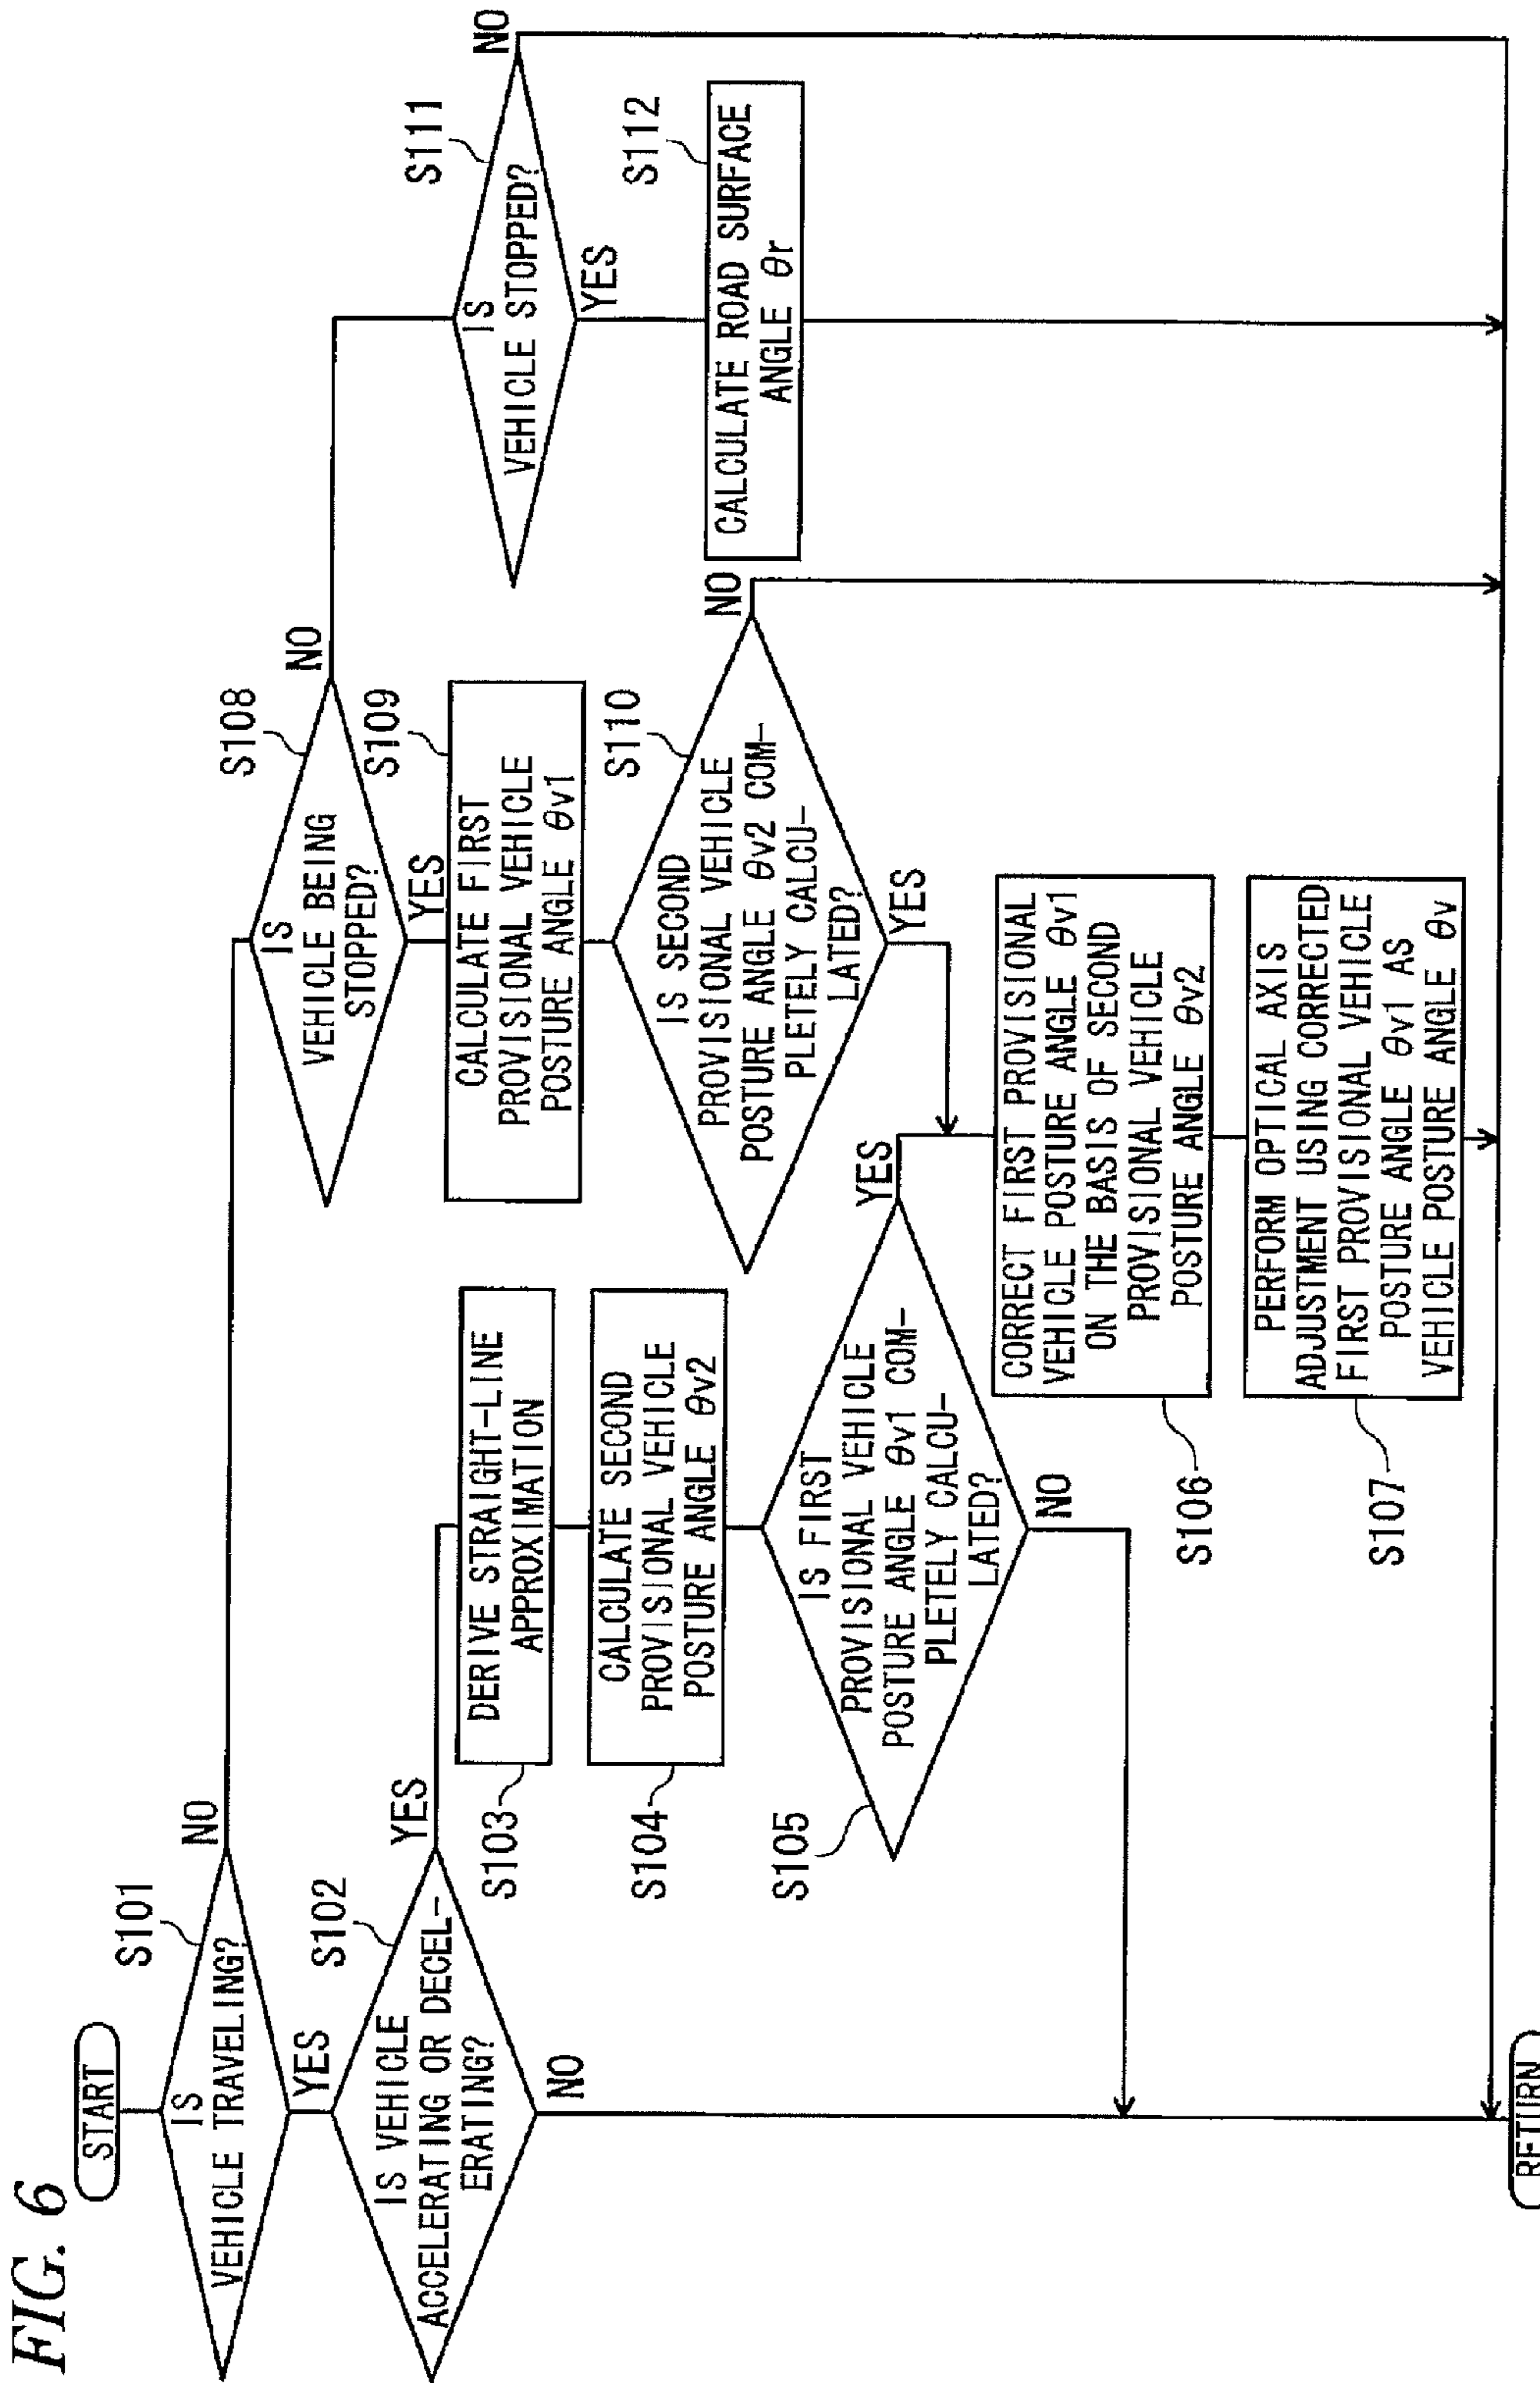 FIG. 6
START
S101
IS
VEHICLE TRAVELING?
NO
YES
S102
IS VEHICLE
ACCELERATING OR DECEL-
ERATING?
YES
NO
S103
DERIVE STRAIGHT-LINE
APPROXIMATION
S104
CALCULATE SECOND
PROVISIONAL VEHICLE
POSTURE ANGLE θv2
S105
IS FIRST
PROVISIONAL VEHICLE
POSTURE ANGLE θv1 COM-
PLETELY CALCU-
LATED?
YES
NO
S106
CORRECT FIRST PROVISIONAL
VEHICLE POSTURE ANGLE θv1
ON THE BASIS OF SECOND
PROVISIONAL VEHICLE
POSTURE ANGLE θv2
S107
PERFORM OPTICAL AXIS
ADJUSTMENT USING CORRECTED
FIRST PROVISIONAL VEHICLE
POSTURE ANGLE θv1 AS
VEHICLE POSTURE ANGLE θv
S108
IS
VEHICLE BEING
STOPPED?
NO
YES
S109
CALCULATE FIRST
PROVISIONAL VEHICLE
POSTURE ANGLE θv1
S110
IS SECOND
PROVISIONAL VEHICLE
POSTURE ANGLE θv2 COM-
PLETELY CALCU-
LATED?
NO
YES
S111
IS
VEHICLE STOPPED?
NO
YES
S112
CALCULATE ROAD SURFACE
ANGLE θr
RETURN